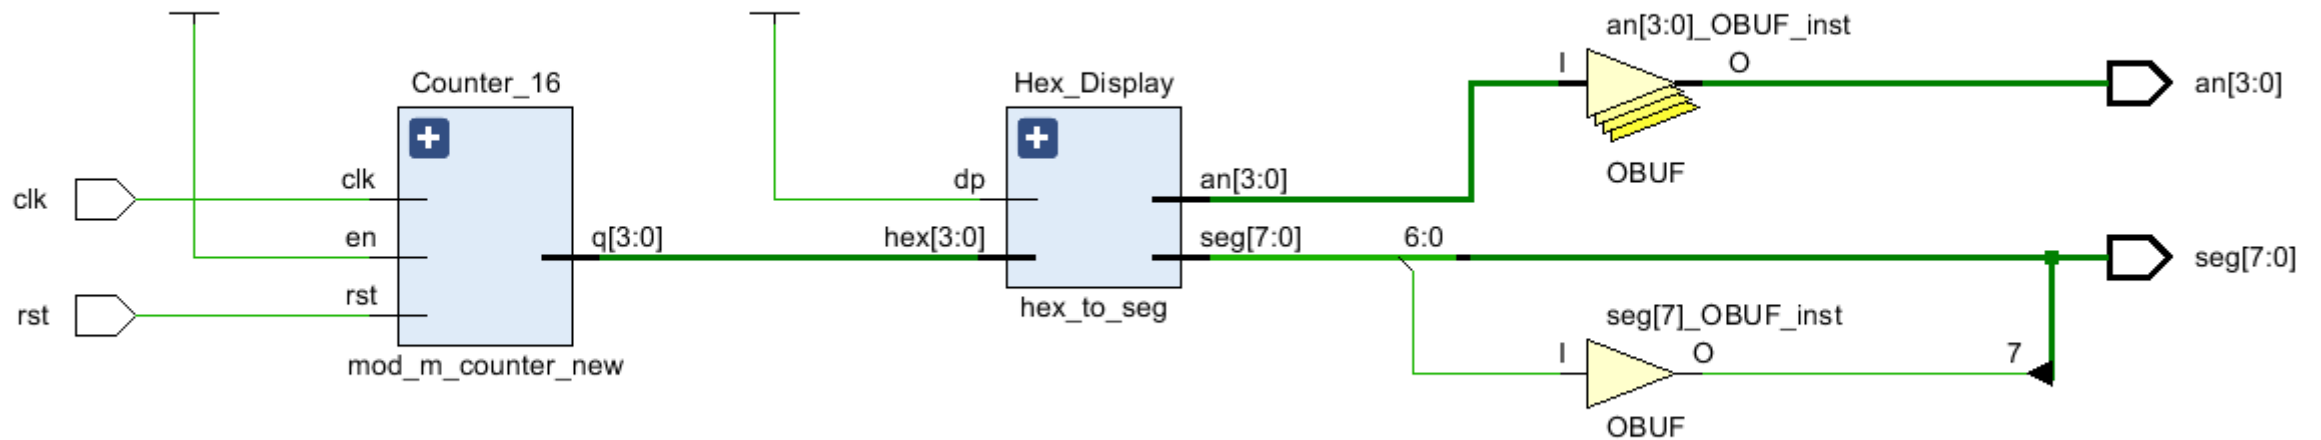 an[3:0]_OBUF_inst
I
O
an[3:0]
OBUF
Counter_16
clk
clk
en
rst
rst
q[3:0]
mod_m_counter_new
Hex_Display
dp
hex[3:0]
an[3:0]
seg[7:0]
hex_to_seg
6:0
seg[7:0]
seg[7]_OBUF_inst
I
O
7
OBUF